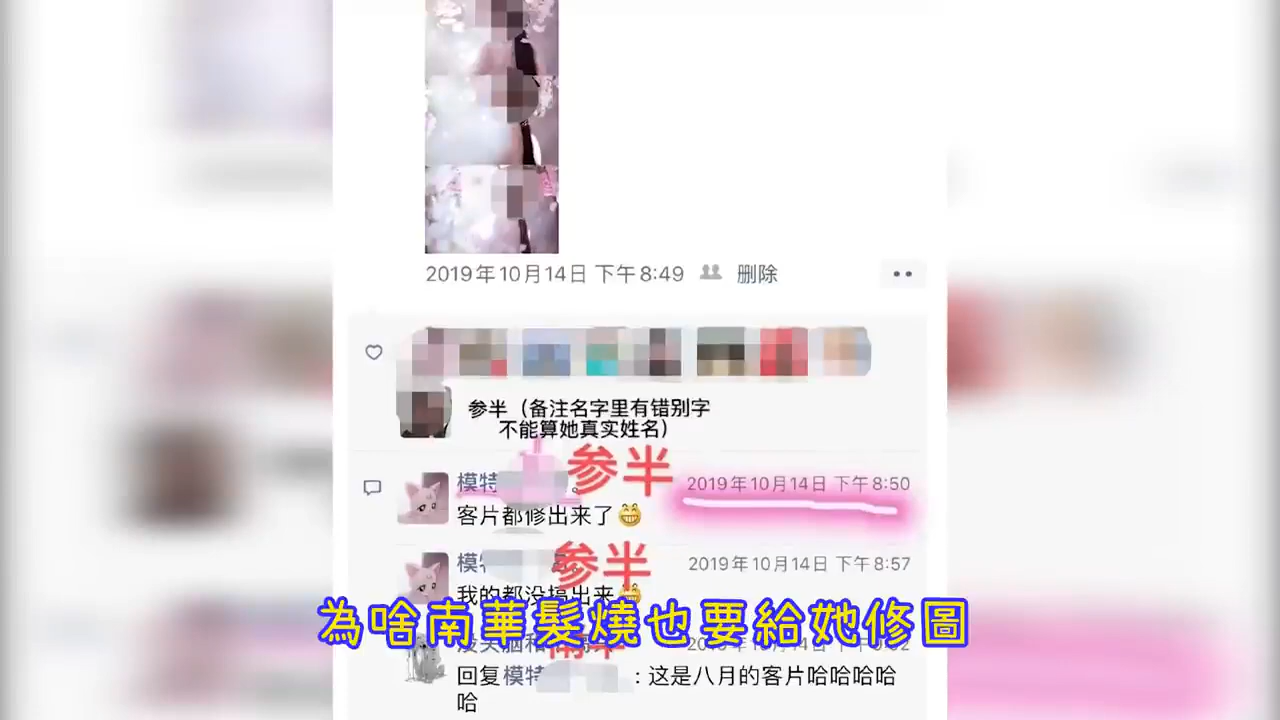 2019年10月14日 下午8:49 删除
参半（备注名字里有错别字
不能算她真实姓名）
模特
参半
2019年10月14日 下午8:50
客片都修出来了
参半
2019年10月14日 下午8:57
我的都没搞出来
為啥南華髮燒也要給她修圖
回复模特 : 这是八月的客片哈哈哈哈
哈